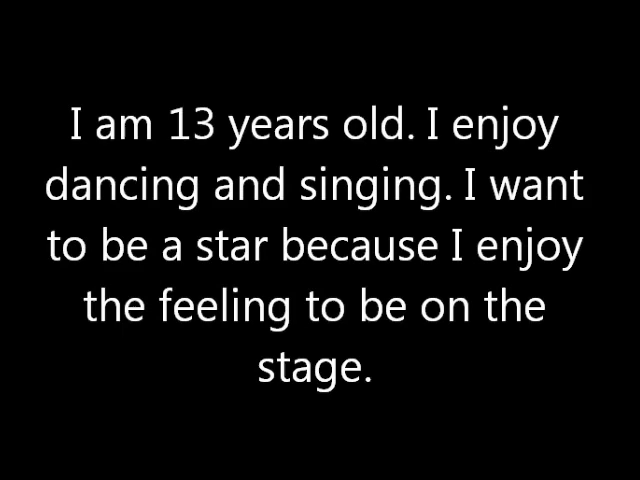 I am 13 years old. I enjoy
dancing and singing. I want
to be a star because I enjoy
the feeling to be on the
stage.